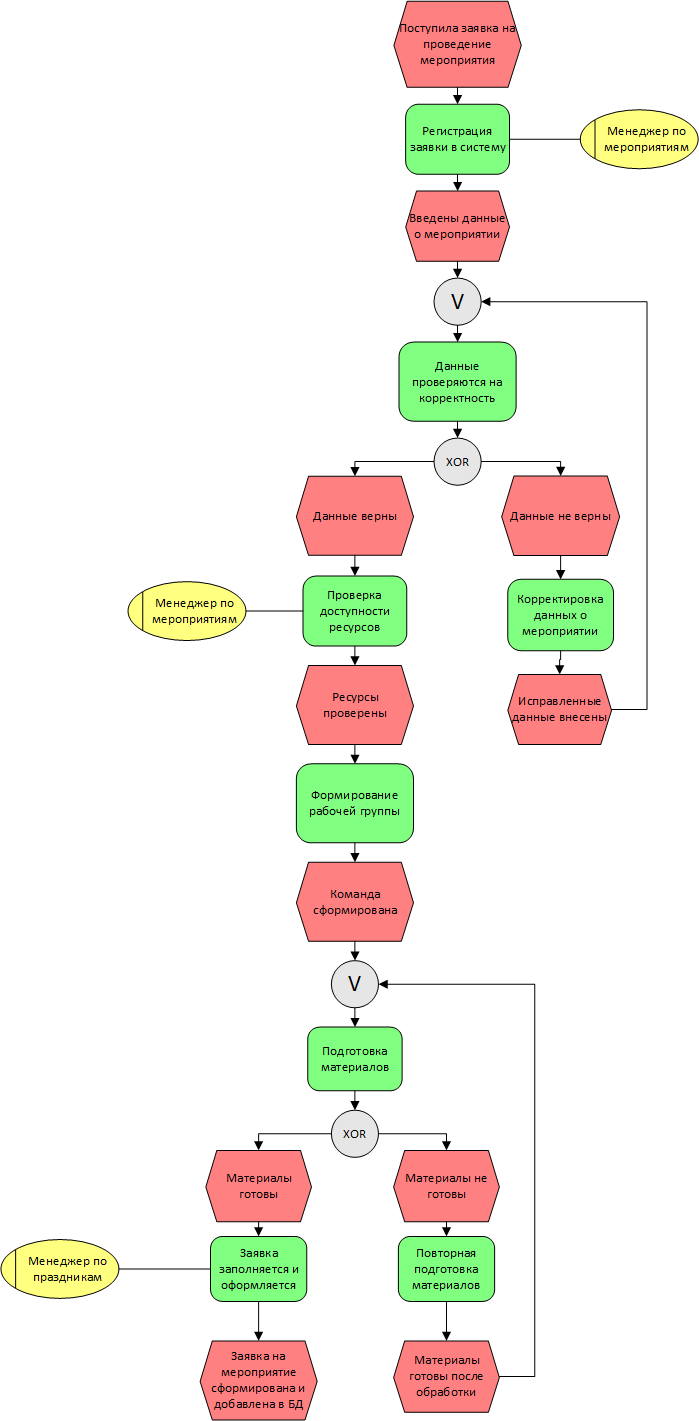 Поступила заявка на
проведение
мероприятия
Регистрация
заявки в систему
Менеджер по
мероприятиям
Введены данные
о мероприятии
V
Данные
проверяются на
корректность
XOR
Данные верны
Данные не верны
Менеджер по
мероприятиям
Проверка
доступности
ресурсов
Корректировка
данных о
мероприятии
Ресурсы
проверены
Исправленные
данные внесены
Формирование
рабочей группы
Команда
сформирована
V
Подготовка
материалов
XOR
Материалы
готовы
Материалы не
готовы
Менеджер по
праздникам
Заявка
заполняется и
оформляется
Повторная
подготовка
материалов
Заявка на
мероприятие
сформирована и
добавлена в БД
Материалы
готовы после
обработки